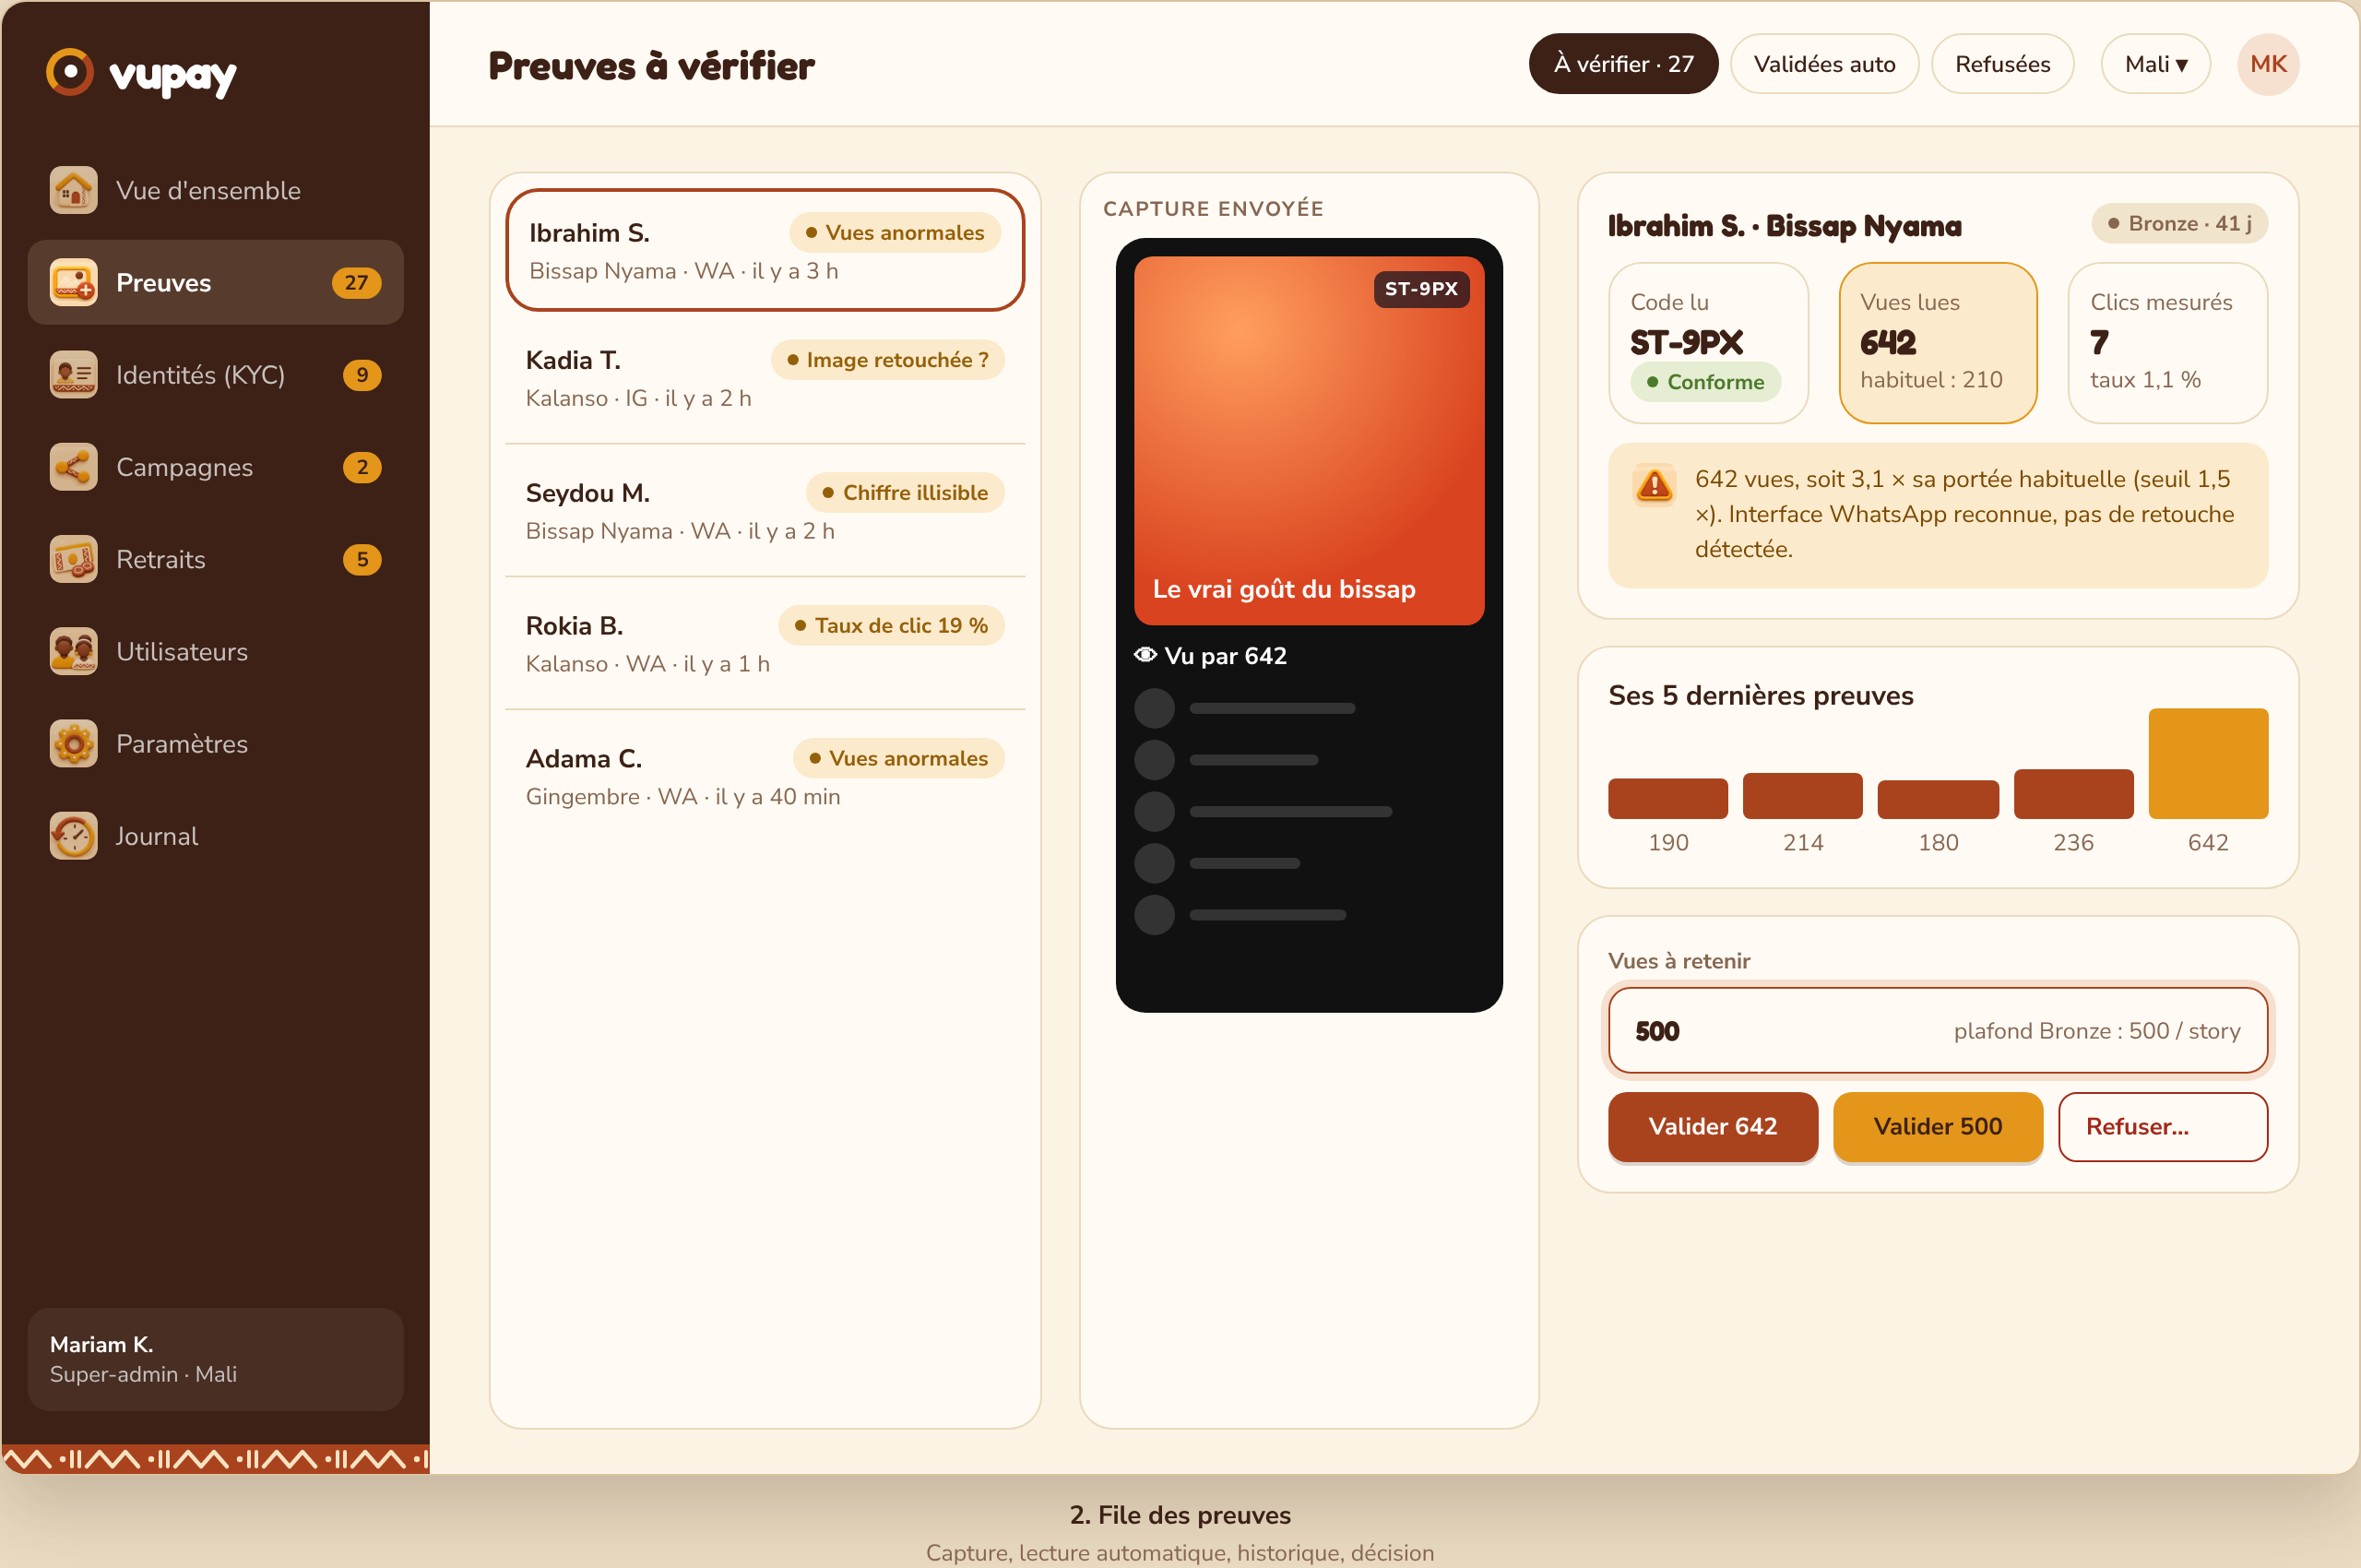 vupay
Vue d'ensemble
Preuves 27
Identités (KYC) 9
Campagnes 2
Retraits 5
Utilisateurs
Paramètres
Journal
Mariam K.
Super-admin · Mali
Preuves à vérifier
À vérifier · 27
Validées auto
Refusées
Mali ▾
MK
Ibrahim S. Vues anormales
Bissap Nyama · WA · il y a 3 h
Kadia T. Image retouchée ?
Kalanso · IG · il y a 2 h
Seydou M. Chiffre illisible
Bissap Nyama · WA · il y a 2 h
Rokia B. Taux de clic 19 %
Kalanso · WA · il y a 1 h
Adama C. Vues anormales
Gingembre · WA · il y a 40 min
CAPTURE ENVOYÉE
ST-9PX
Le vrai goût du bissap
Vu par 642
Ibrahim S. · Bissap Nyama
Bronze · 41 j
Code lu
ST-9PX
Conforme
Vues lues
642
habituel : 210
Clics mesurés
7
taux 1,1 %
642 vues, soit 3,1 × sa portée habituelle (seuil 1,5
×). Interface WhatsApp reconnue, pas de retouche
détectée.
Ses 5 dernières preuves
190 214 180 236 642
Vues à retenir
500 plafond Bronze : 500 / story
Valider 642
Valider 500
Refuser...
2. File des preuves
Capture, lecture automatique, historique, décision